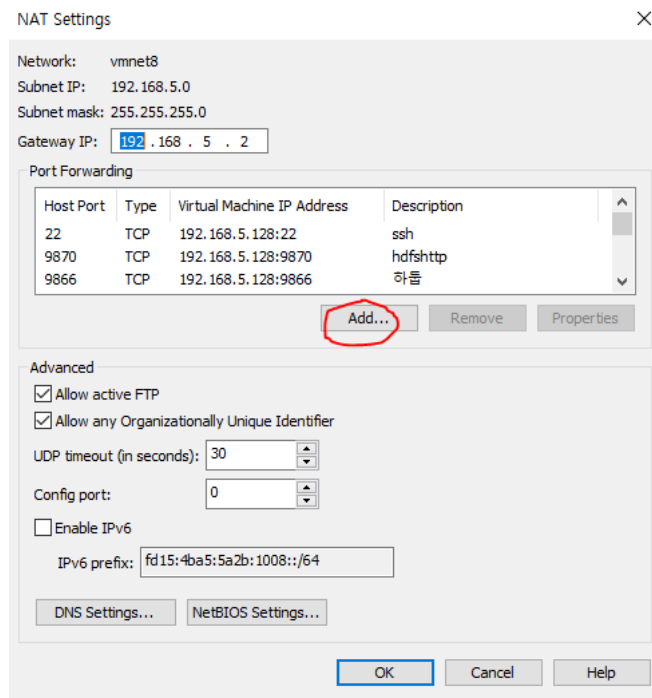 NAT Settings
Network: vmnet8
Subnet IP: 192.168.5.0
Subnet mask: 255.255.255.0
Gateway IP: 192 . 168 . 5 . 2
Port Forwarding
Host Port Type Virtual Machine IP Address Description
22 TCP 192.168.5.128:22 ssh
9870 TCP 192.168.5.128:9870 hdfshttp
9866 TCP 192.168.5.128:9866 하둡
Add... Remove Properties
Advanced
Allow active FTP
Allow any Organizationally Unique Identifier
UDP timeout (in seconds): 30
Config port: 0
Enable IPv6
IPv6 prefix: fd15:4ba5:5a2b:1008::/64
DNS Settings... NetBIOS Settings...
OK Cancel Help